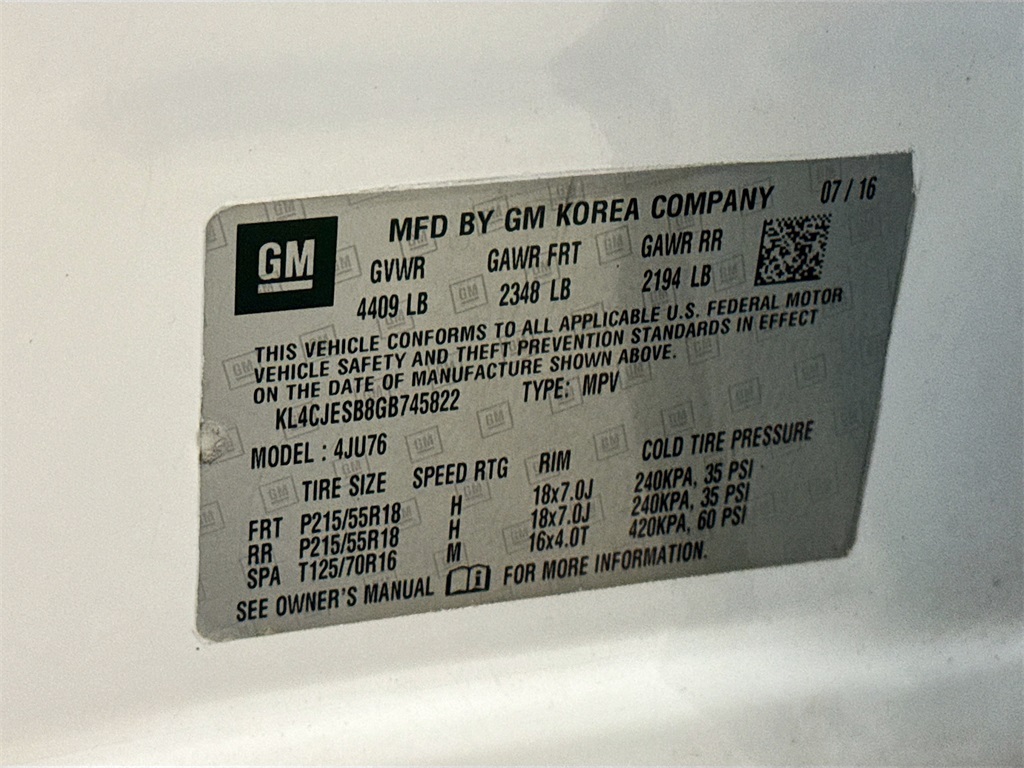 GM
MFD BY GM KOREA COMPANY 07/16
GVWR GAWR FRT GAWR RR
4409 LB 2348 LB 2194 LB
THIS VEHICLE CONFORMS TO ALL APPLICABLE U.S. FEDERAL MOTOR
VEHICLE SAFETY AND THEFT PREVENTION STANDARDS IN EFFECT
ON THE DATE OF MANUFACTURE SHOWN ABOVE.
KL4CJESB8GB745822 TYPE: MPV
MODEL : 4JU76
TIRE SIZE SPEED RTG RIM COLD TIRE PRESSURE
FRT P215/55R18 H 18x7.0J 240KPA, 35 PSI
RR P215/55R18 H 18x7.0J 240KPA, 35 PSI
SPA T125/70R16 M 16x4.0T 420KPA, 60 PSI
SEE OWNER'S MANUAL FOR MORE INFORMATION.